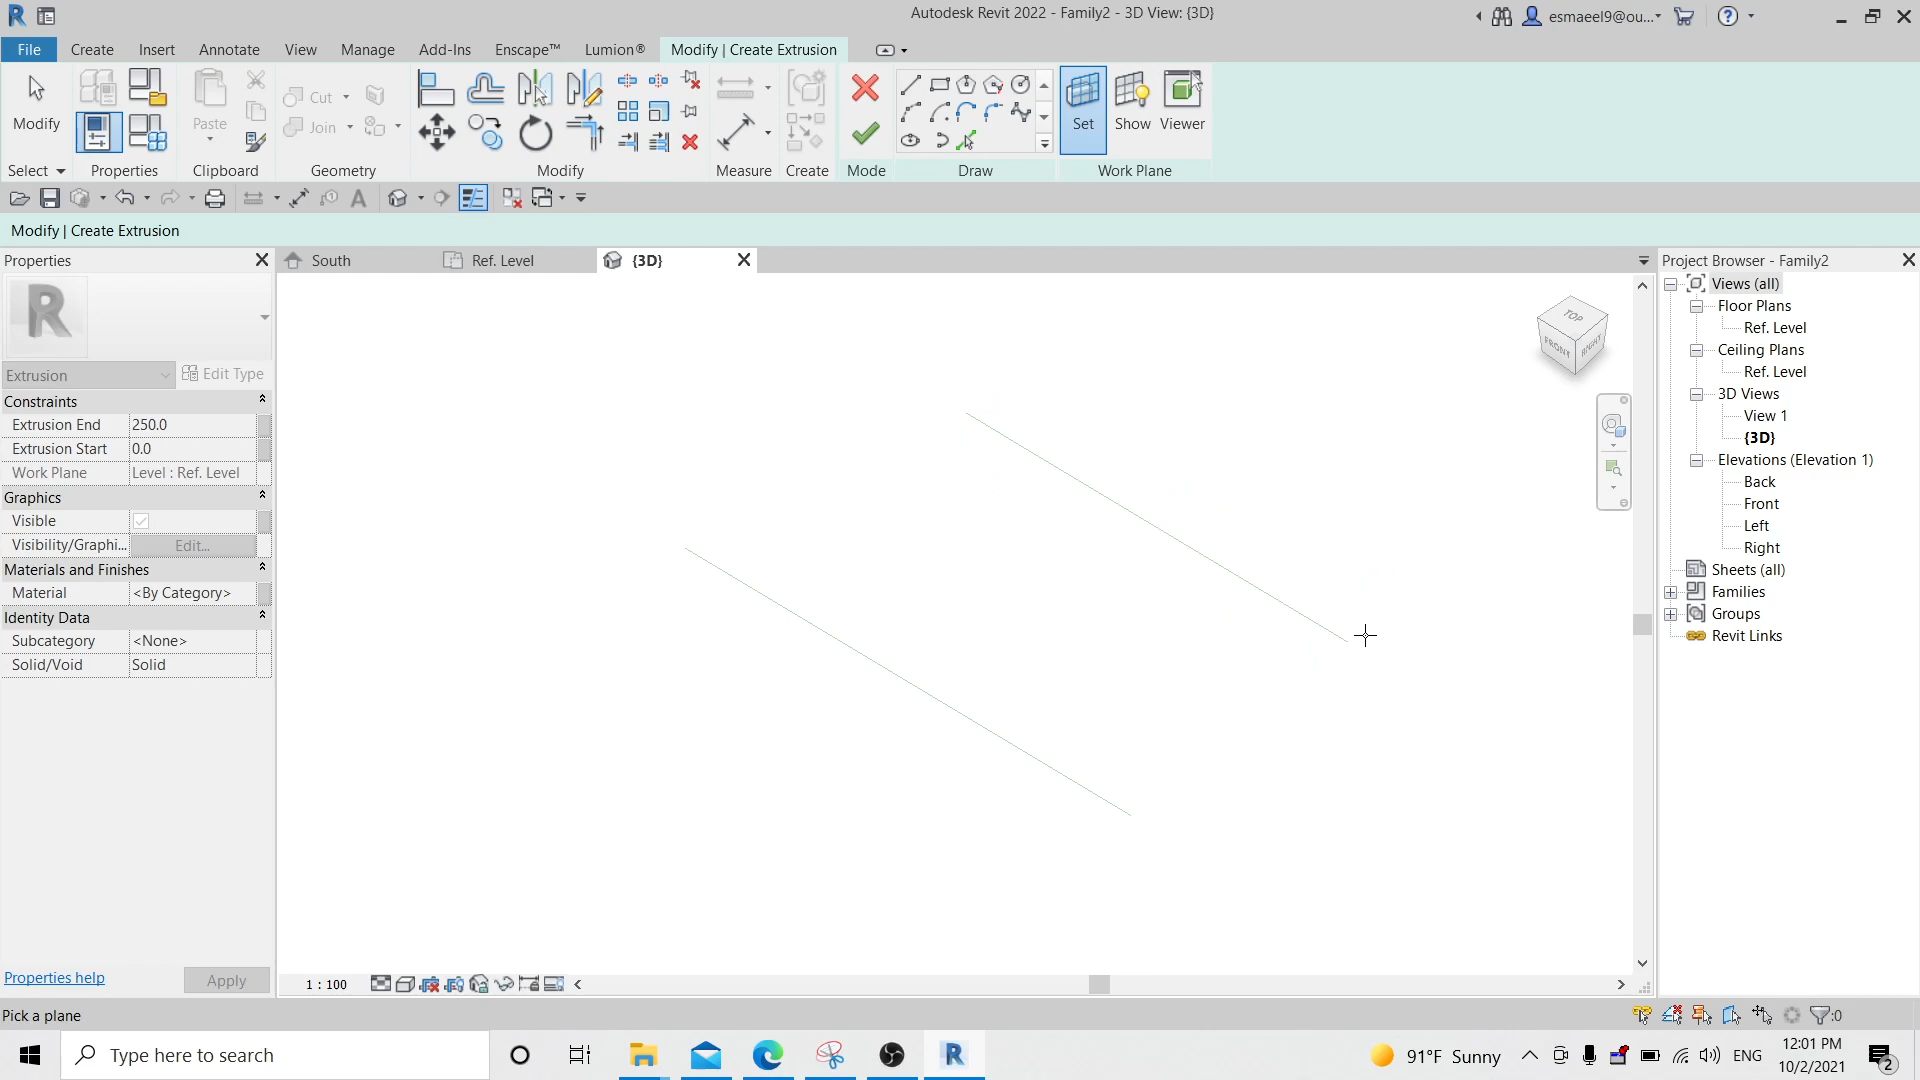 Autodesk Revit 2022 - Family2 - 3D View: {3D}
esmaeel9@ou...
File
Create
Insert
Annotate
View
Manage
Add-Ins
Enscape™
Lumion®
Modify | Create Extrusion
Modify
Paste
Cut
Join
Set
Show
Viewer
Select
Properties
Clipboard
Geometry
Modify
Measure
Create
Mode
Draw
Work Plane
Modify | Create Extrusion
Properties
South
Ref. Level
{3D}
Project Browser - Family2
Extrusion
Edit Type
Constraints
Extrusion End 250.0
Extrusion Start 0.0
Work Plane Level : Ref. Level
Graphics
Visible
Visibility/Graphi... Edit...
Materials and Finishes
Material <By Category>
Identity Data
Subcategory <None>
Solid/Void Solid
TOP
FRONT
RIGHT
Views (all)
Floor Plans
Ref. Level
Ceiling Plans
Ref. Level
3D Views
View 1
{3D}
Elevations (Elevation 1)
Back
Front
Left
Right
Sheets (all)
Families
Groups
Revit Links
Properties help
Apply
1 : 100
Pick a plane
:0
Type here to search
91°F Sunny
ENG
12:01 PM
10/2/2021
2